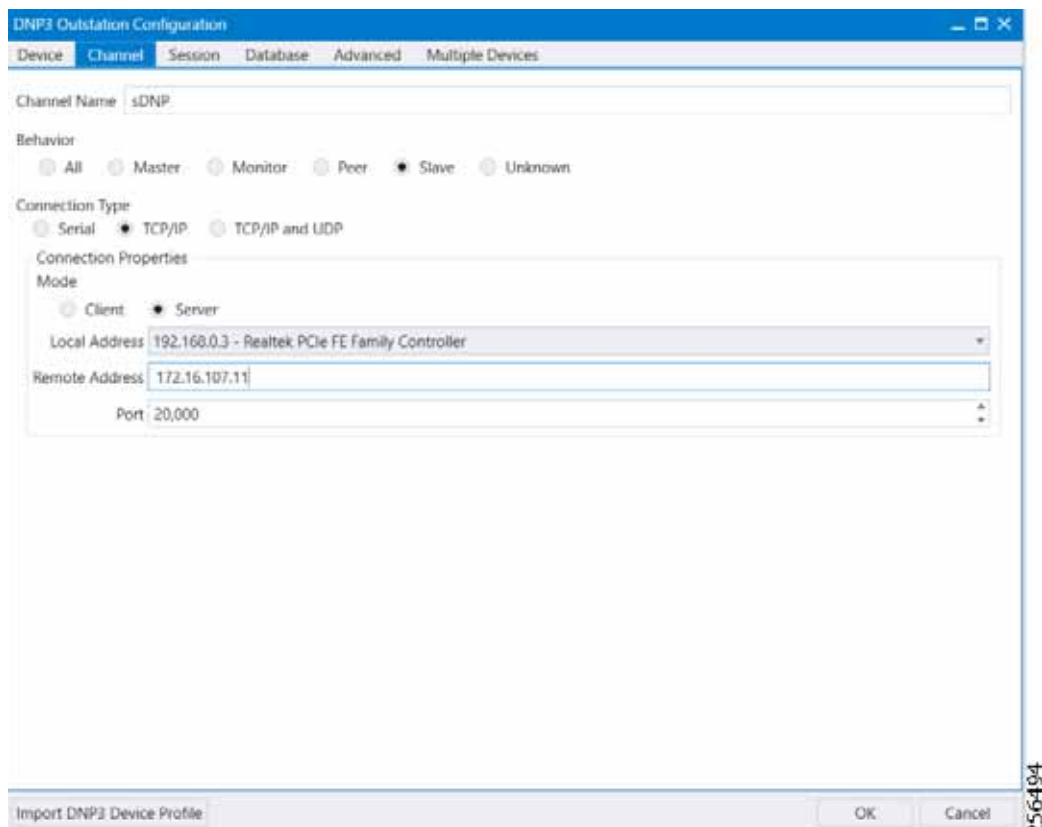 DNP3 Outstation Configuration
Device Channel Session Database Advanced Multiple Devices
Channel Name sDNP
Behavior
All Master Monitor Peer Slave Unknown
Connection Type
Serial TCP/IP TCP/IP and UDP
Connection Properties
Mode
Client Server
Local Address 192.168.0.3 - Realtek PCIe FE Family Controller
Remote Address 172.16.107.11
Port 20,000
Import DNP3 Device Profile OK Cancel